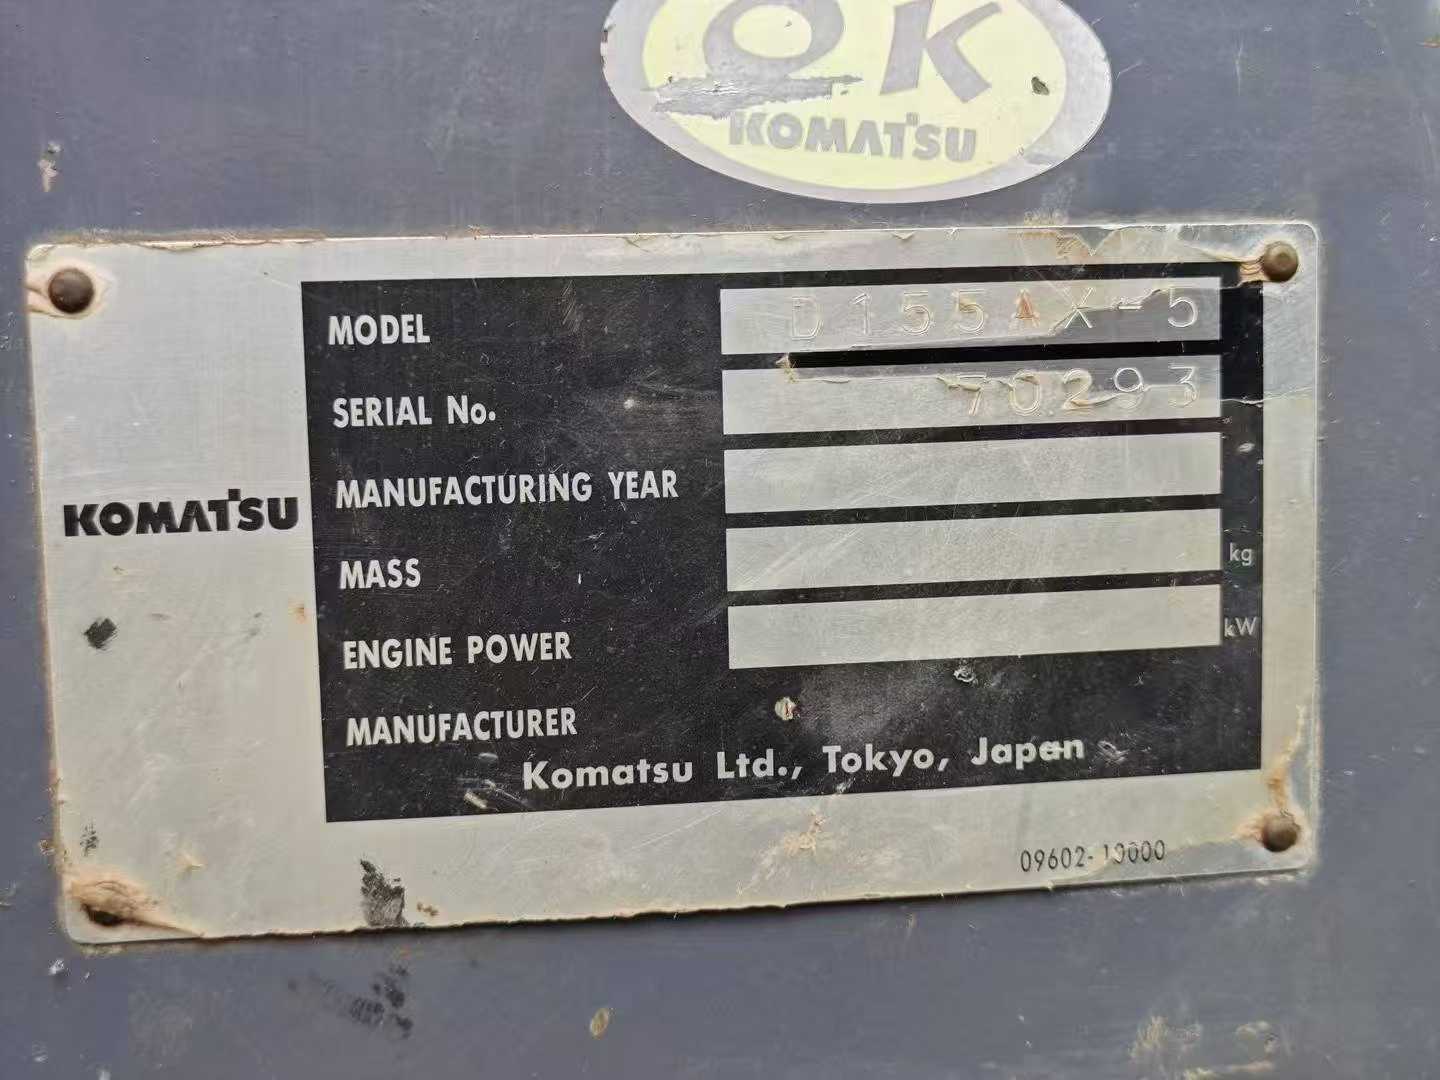 OK
KOMATSU
MODEL D155AX-5
SERIAL No. 70293
MANUFACTURING YEAR
KOMATSU
MASS kg
ENGINE POWER kW
MANUFACTURER
Komatsu Ltd., Tokyo, Japan
09602-10000